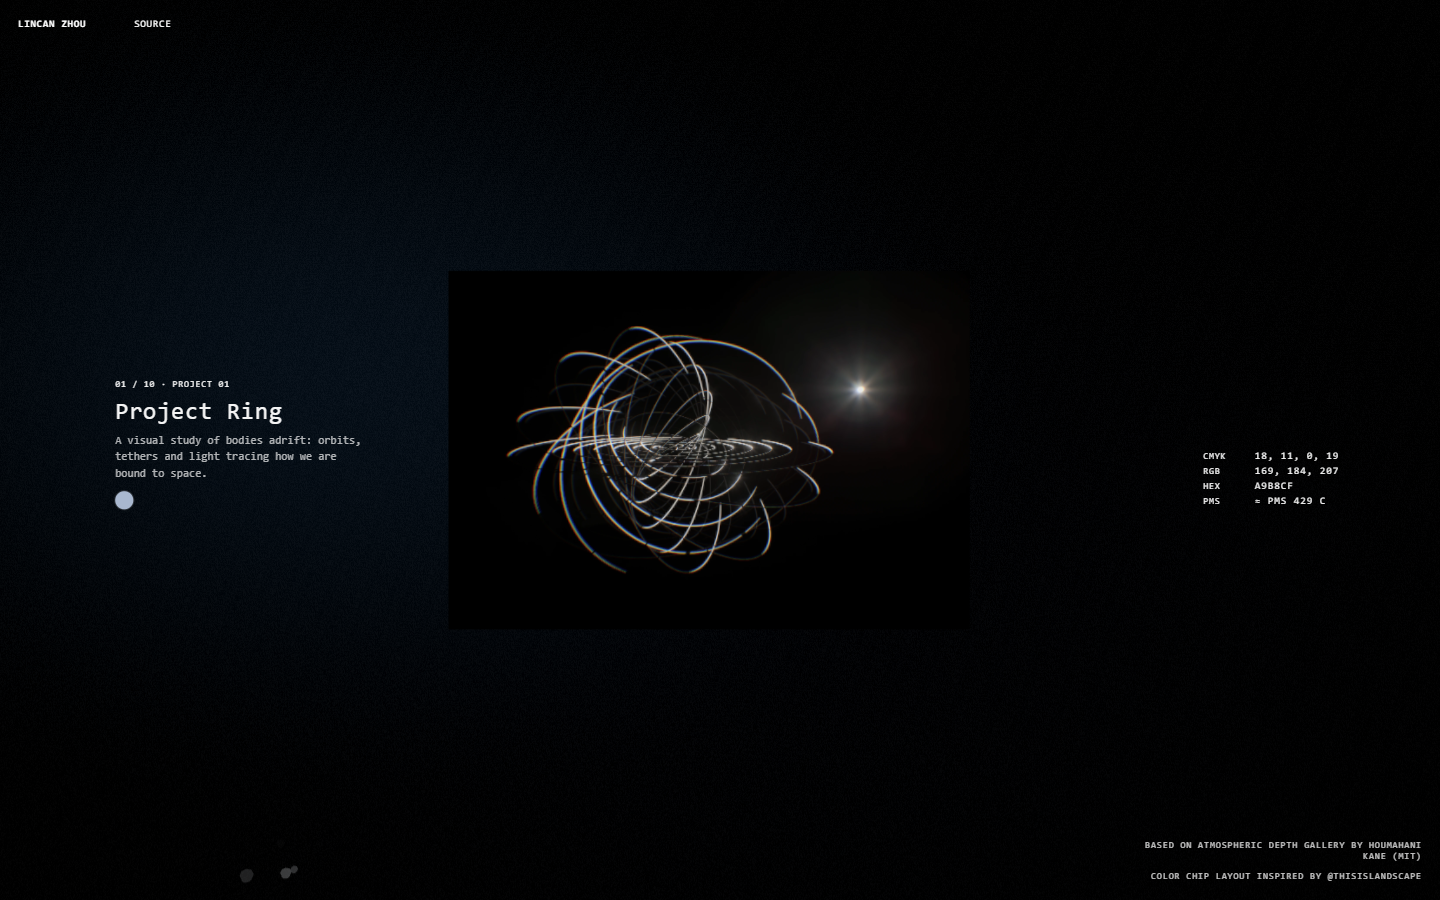 LINCAN ZHOU SOURCE
01 / 10 · PROJECT 01
Project Ring
A visual study of bodies adrift: orbits,
tethers and light tracing how we are
bound to space.
CMYK 18, 11, 0, 19
RGB 169, 184, 207
HEX A9B8CF
PMS ≈ PMS 429 C
BASED ON ATMOSPHERIC DEPTH GALLERY BY HOUMAHANI
KANE (MIT)
COLOR CHIP LAYOUT INSPIRED BY @THISISLANDSCAPE